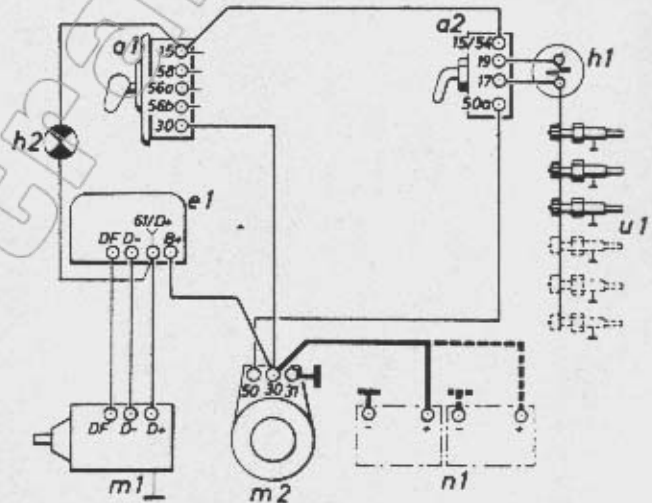 a1
15
58
56a
56b
30
a2
15/54
19
17
50a
h1
h2
e1
61/D+
DF D- B+
u1
50 30 31
DF D- D+
m1
m2
- + - +
n1